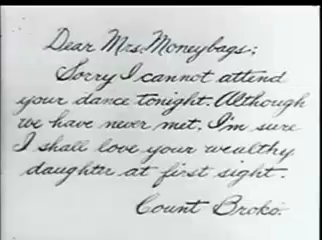 Dear Mrs. Moneybags:
Sorry I cannot attend
your dance tonight. Although
we have never met, I'm sure
I shall love your wealthy
daughter at first sight.
Count Broko.